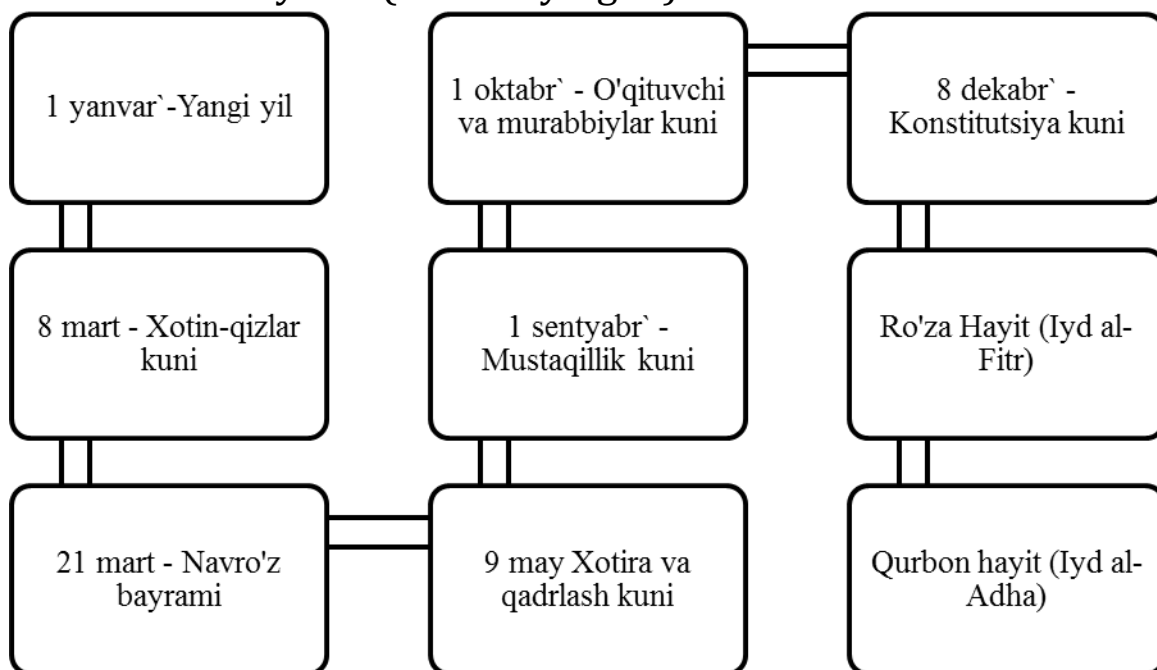 1 yanvar`-Yangi yil
8 mart - Xotin-qizlar
kuni
21 mart - Navro'z
bayrami
9 may Xotira va
qadrlash kuni
1 sentyabr` -
Mustaqillik kuni
1 oktabr` - O'qituvchi
va murabbiylar kuni
8 dekabr` -
Konstitutsiya kuni
Ro'za Hayit (Iyd al-
Fitr)
Qurbon hayit (Iyd al-
Adha)